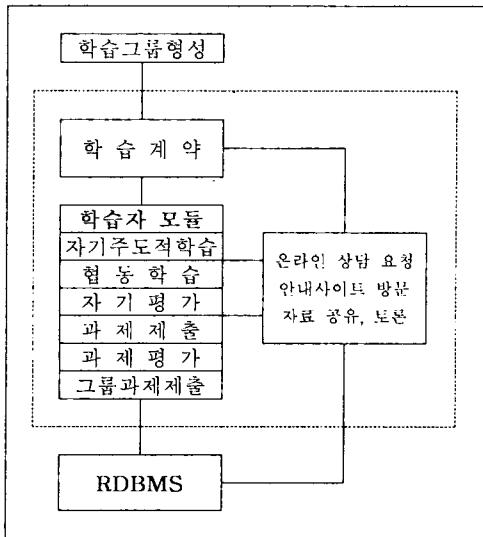 학습그룹형성
학 습 계 약
학습자 모듈
자기주도적학습
협 동 학 습
자 기 평 가
과 제 제 출
과 제 평 가
그룹과제제출
온라인 상담 요청
안내사이트 방문
자료 공유, 토론
RDBMS